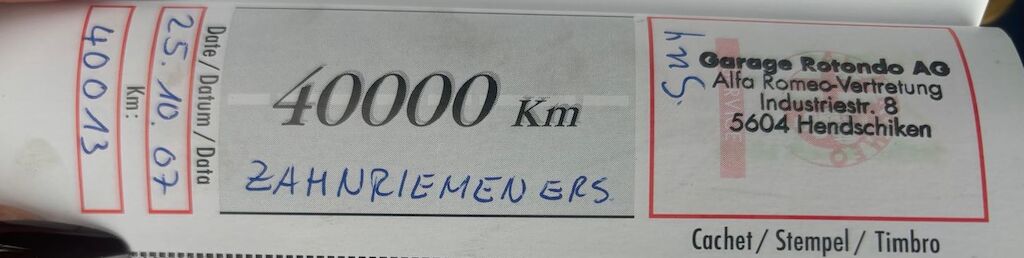 Date / Datum / Data
25.10.07
Km:
40013
40000 Km
ZAHNRIEMEN ERS.
Garage Rotondo AG
Alfa Romeo-Vertretung
Industriestr. 8
5604 Hendschiken
Cachet / Stempel / Timbro